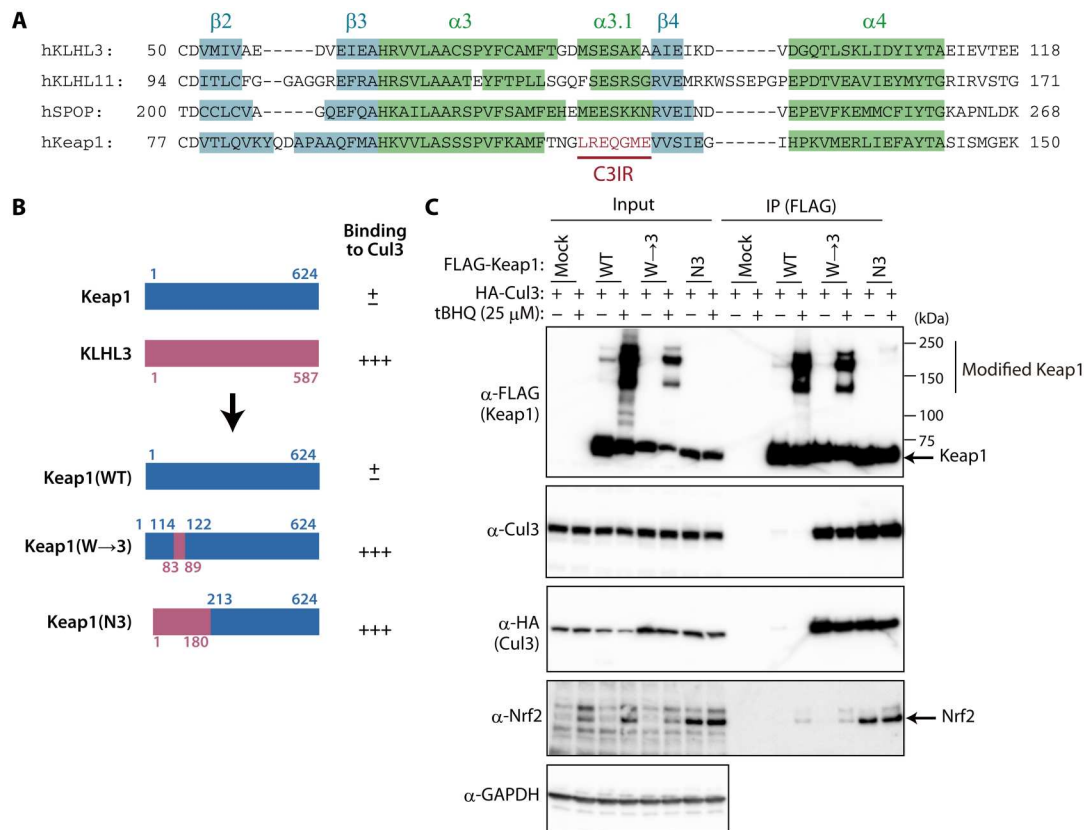 A
β2 β3 α3 α3.1 β4 α4
hKLHL3: 50 CDVMIVAE-----DVEIEAHRVVLAACSPYFCAMFTGDMSESAKAAIEIKD------VDGQTLSKLIDYIYTAEIEVTEE 118
hKLHL11: 94 CDITLCFG--GAGGREFRAHRSVLAAATEYFTPLLSGQFSESRSGRVEMRKWSSEPGPEPDTVEAVIEYMYTGRIRVSTG 171
hSPOP: 200 TDCCLCVA------GQEFQAHKAILAARSPVFSAMFEHEMEESKKNRVEIND------VEPEVFKEMMCFIYTGKAPNLDK 268
hKeap1: 77 CDVTLQVKYQDAPAAQFMAHKVVLASSSPVFKAMFTNGLREQGMEVVSIEG------IHPKVMERLIEFAYTASISMGEK 150
C3IR
B
Binding
to Cul3
1 624
Keap1 ±
KLHL3 +++
1 587
1 624
Keap1(WT) ±
1 114 122 624
Keap1(W→3) +++
83 89
213 624
Keap1(N3) +++
1 180
C
Input IP (FLAG)
FLAG-Keap1: Mock WT W→3 N3 Mock WT W→3 N3
HA-Cul3: + + + + + + + + + + + + + + + +
tBHQ (25 μM) − + − + − + − + − + − + − + − +
(kDa)
250
150
Modified Keap1
α-FLAG
(Keap1)
100
75
Keap1
α-Cul3
α-HA
(Cul3)
α-Nrf2
Nrf2
α-GAPDH